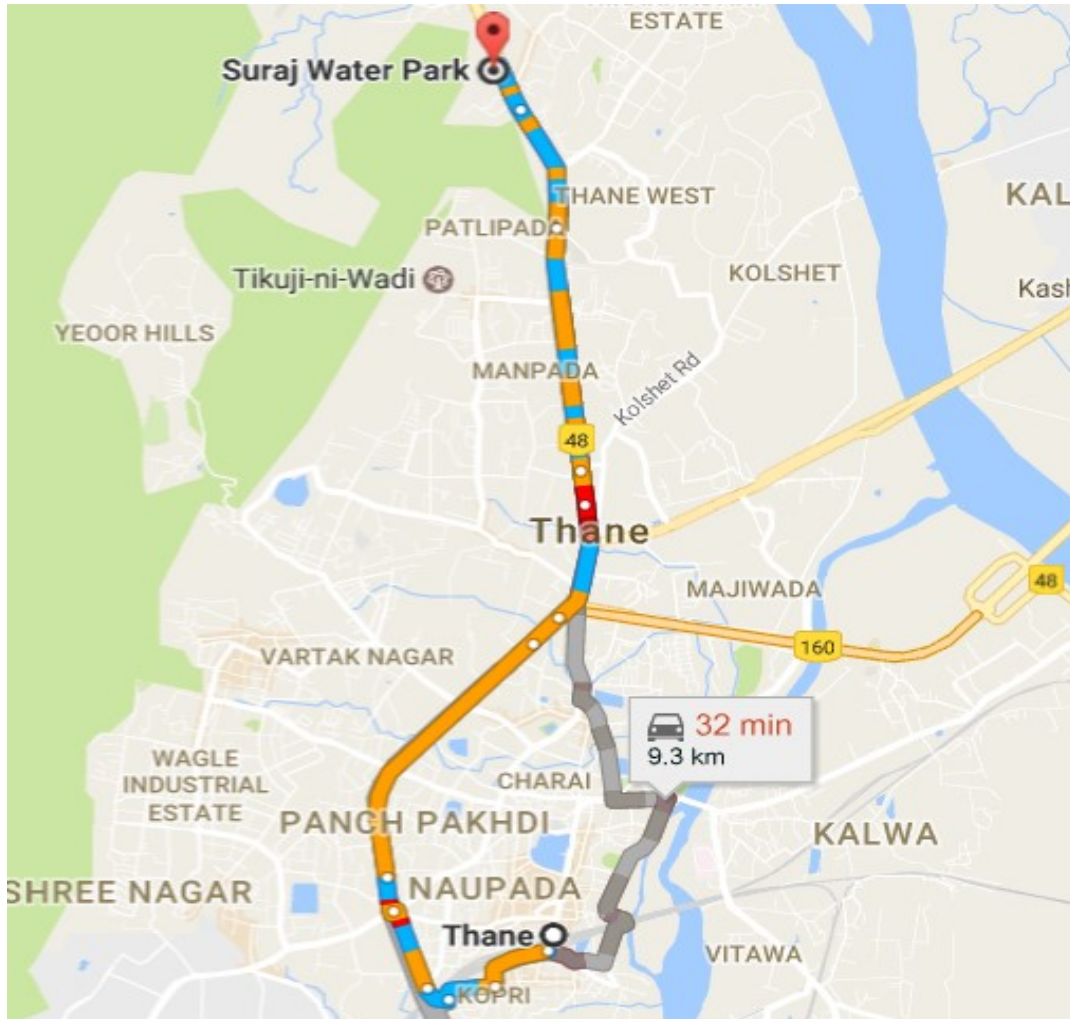 ESTATE
Suraj Water Park
THANE WEST
KAL
PATLIPADA
KOLSHET
Tikuji-ni-Wadi
Kash
YEOOR HILLS
MANPADA
Kolshet Rd
48
Thane
MAJIWADA
48
160
VARTAK NAGAR
32 min
9.3 km
WAGLE
INDUSTRIAL
ESTATE
CHARAI
PANCH PAKHDI
KALWA
SHREE NAGAR
NAUPADA
Thane
VITAWA
KOPRI